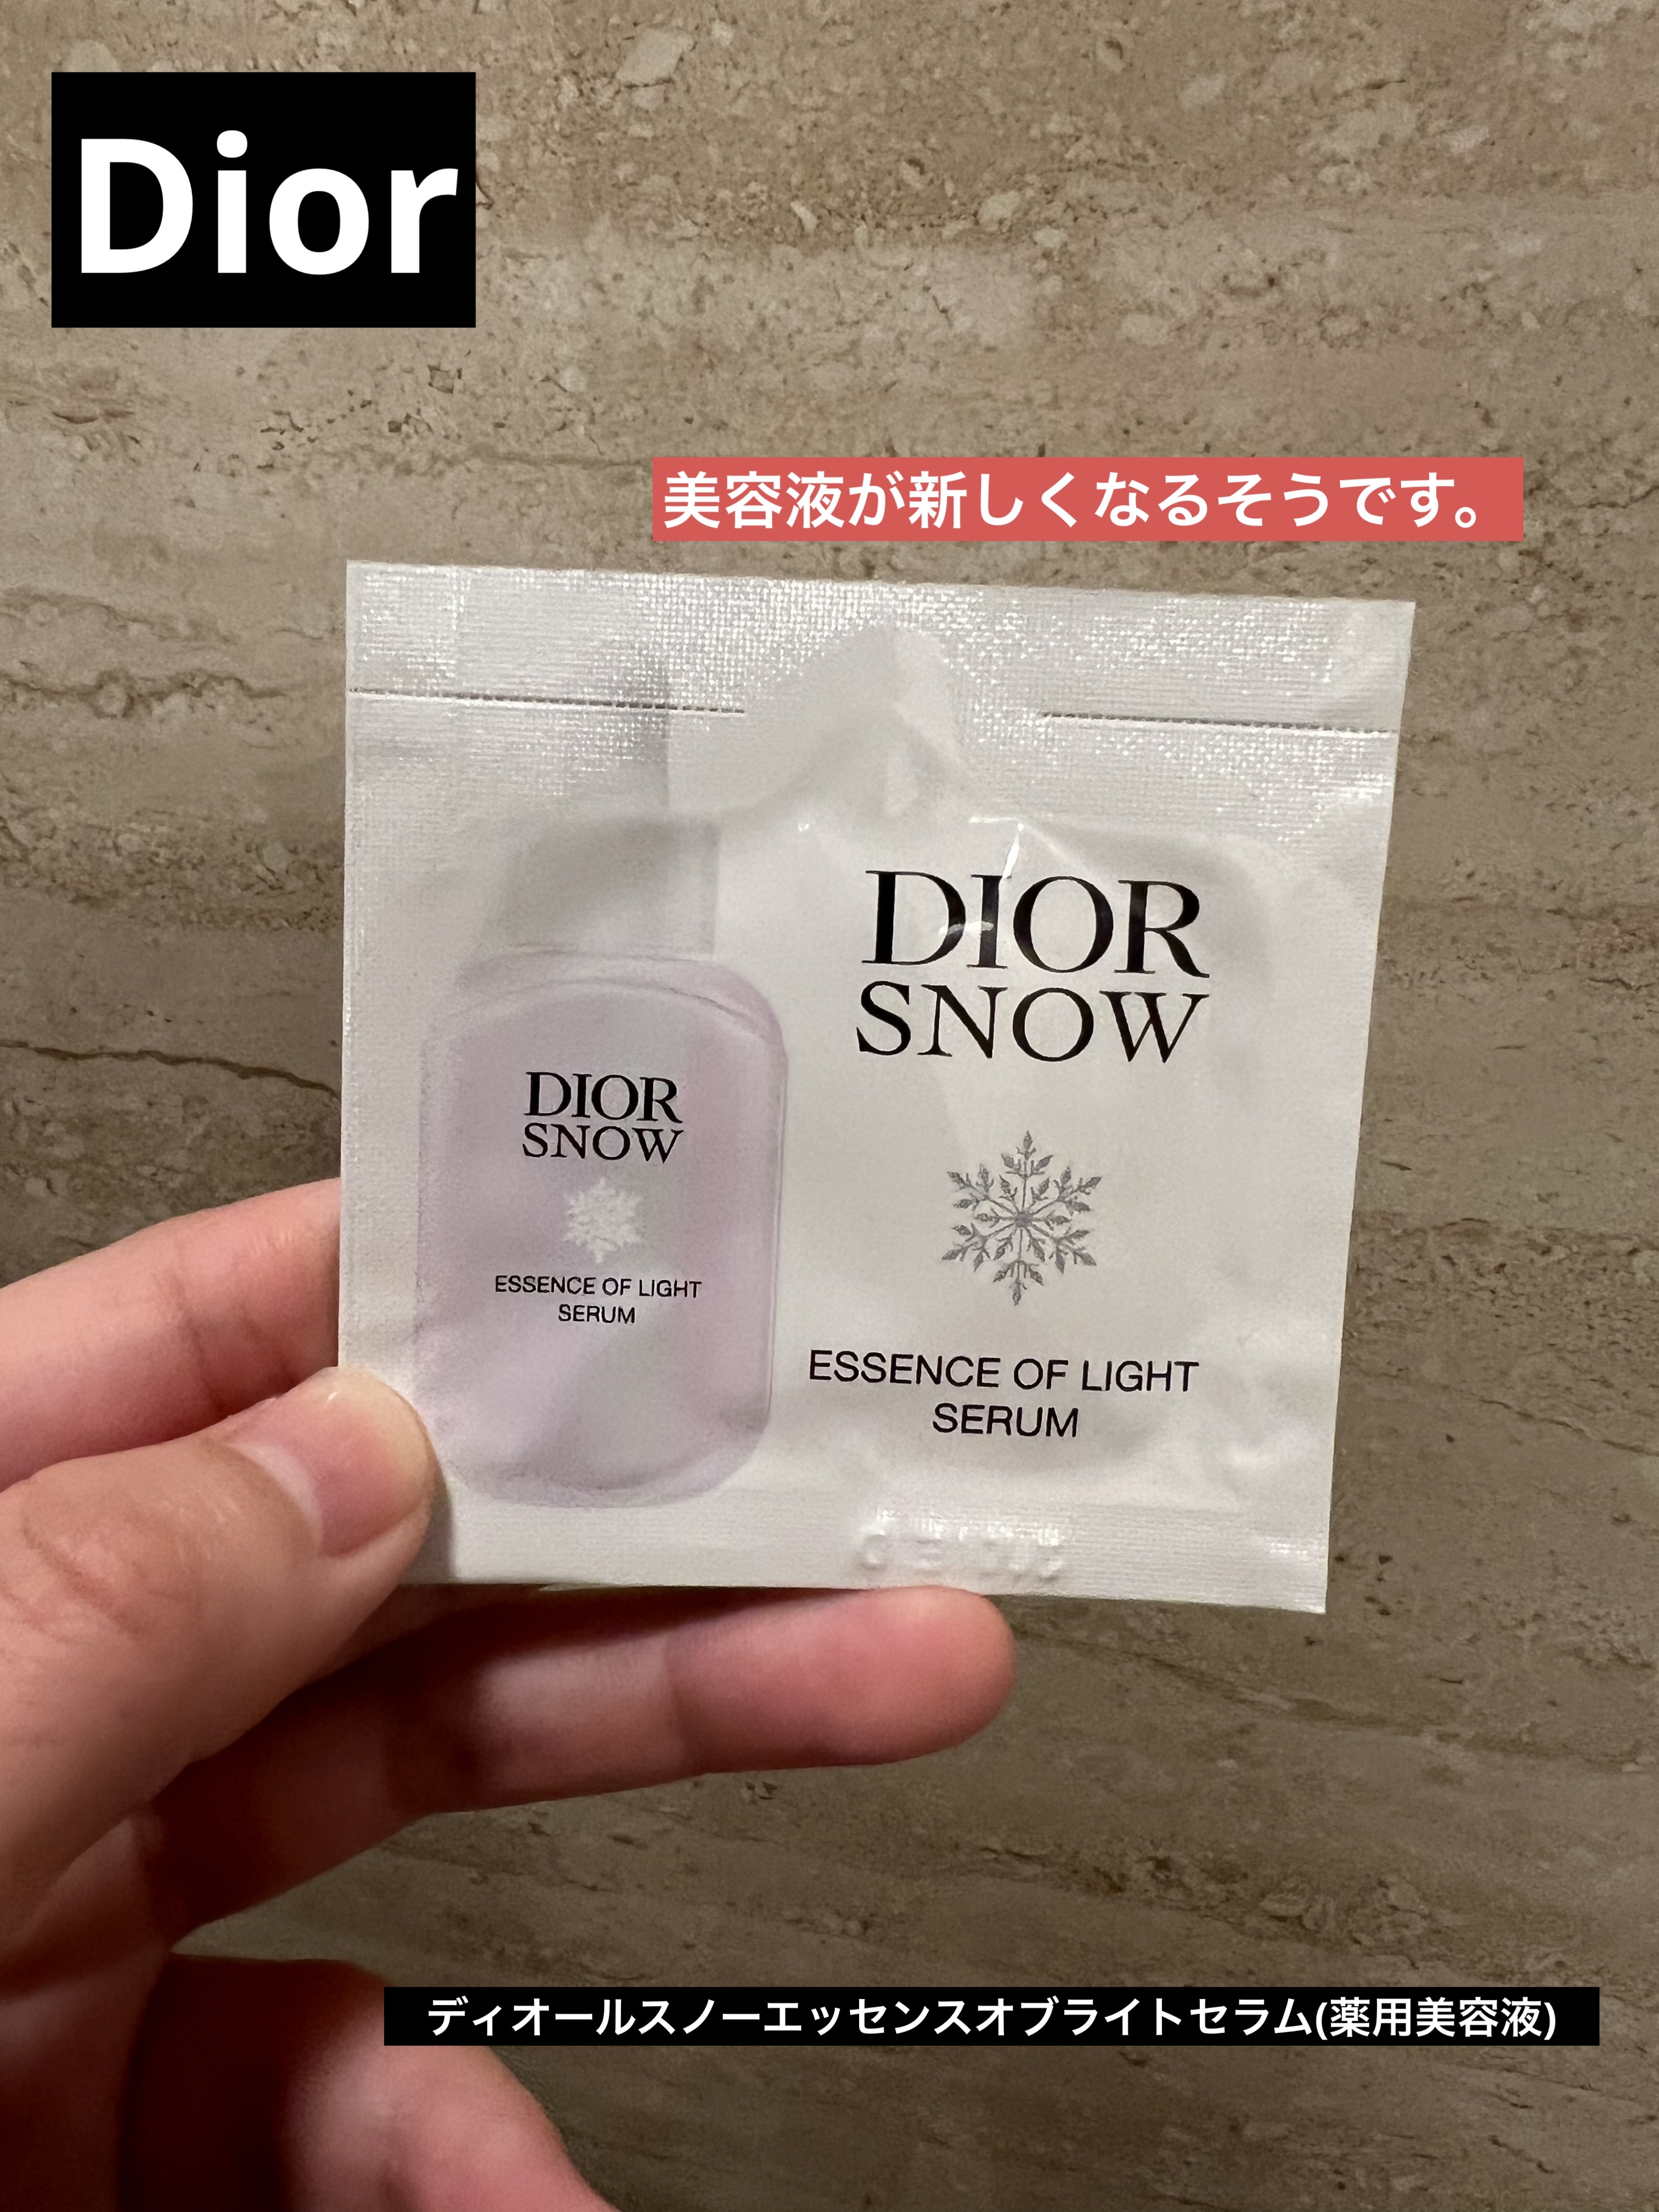 Dior
美容液が新しくなるそうです。
DIOR
SNOW
ESSENCE OF LIGHT
SERUM
DIOR
SNOW
ESSENCE OF LIGHT
SERUM
ディオールスノーエッセンスオブライトセラム(薬用美容液)